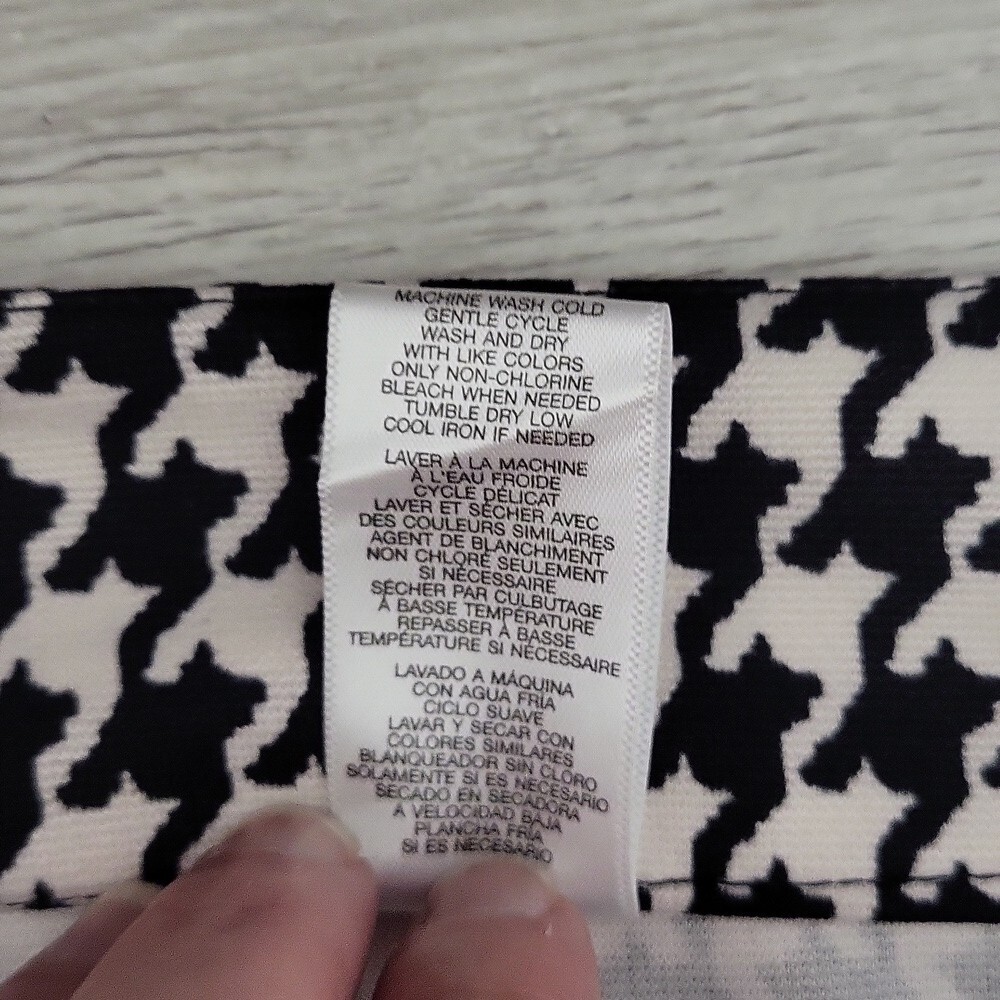 MACHINE WASH COLD
GENTLE CYCLE
WASH AND DRY
WITH LIKE COLORS
ONLY NON-CHLORINE
BLEACH WHEN NEEDED
TUMBLE DRY LOW
COOL IRON IF NEEDED
LAVER À LA MACHINE
À L'EAU FROIDE
CYCLE DÉLICAT
LAVER ET SÉCHER AVEC
DES COULEURS SIMILAIRES
AGENT DE BLANCHIMENT
NON CHLORÉ SEULEMENT
SI NÉCESSAIRE
SÉCHER PAR CULBUTAGE
À BASSE TEMPÉRATURE
REPASSER À BASSE
TEMPÉRATURE SI NÉCESSAIRE
LAVADO A MÁQUINA
CON AGUA FRÍA
CICLO SUAVE
LAVAR Y SECAR CON
COLORES SIMILARES
BLANQUEADOR SIN CLORO
SOLAMENTE SI ES NECESARIO
SECADO EN SECADORA
A VELOCIDAD BAJA
PLANCHA FRÍA
SI ES NECESARIO